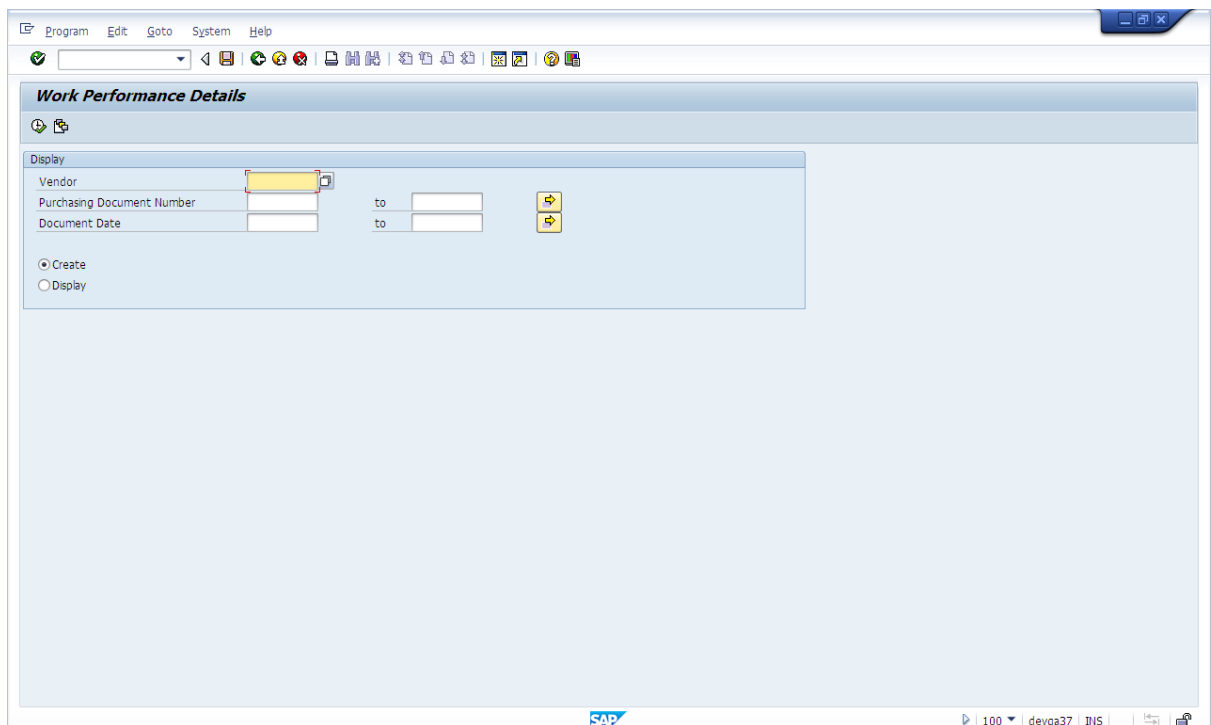 Program Edit Goto System Help
Work Performance Details
Display
Vendor
Purchasing Document Number to
Document Date to
Create
Display
SAP 100 devga37 INS